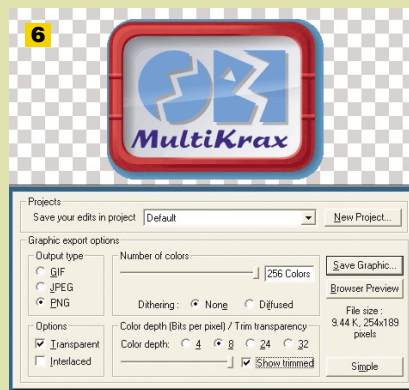 6
MultiKrax
Projects
Save your edits in project Default New Project...
Graphic export options
Output type Number of colors
GIF 256 Colors Save Graphic...
JPEG Browser Preview
PNG Dithering : None Diffused File size :
9.44 K, 254x189
pixels
Options Color depth (Bits per pixel) / Trim transparency
Transparent Color depth: 4 8 24 32
Interlaced Show trimmed Simple